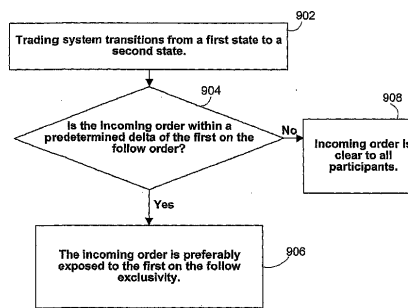 902
Trading system transitions from a first state to a
second state.
904
Is the Incoming order within a
predetermined delta of the first on the
follow order?
No
908
Incoming order is
clear to all
participants.
Yes
The incoming order is preferably
exposed to the first on the follow
exclusivity.
906